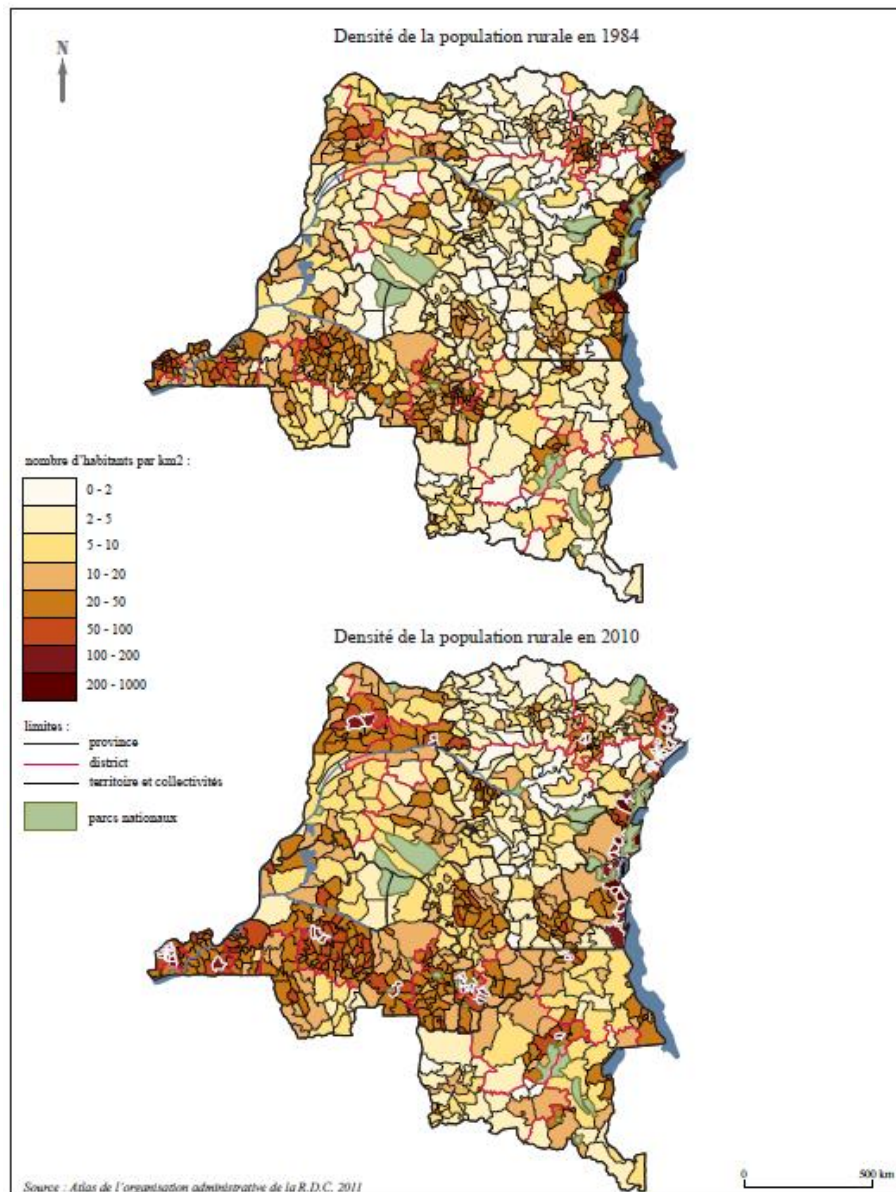 Densité de la population rurale en 1984
N
nombre d'habitants par km2 :
0 - 2
2 - 5
5 - 10
10 - 20
20 - 50
50 - 100
100 - 200
200 - 1000
Densité de la population rurale en 2010
limites :
province
district
territoire et collectivités
parcs nationaux
0 500 km
Source : Atlas de l'organisation administrative de la R.D.C, 2011